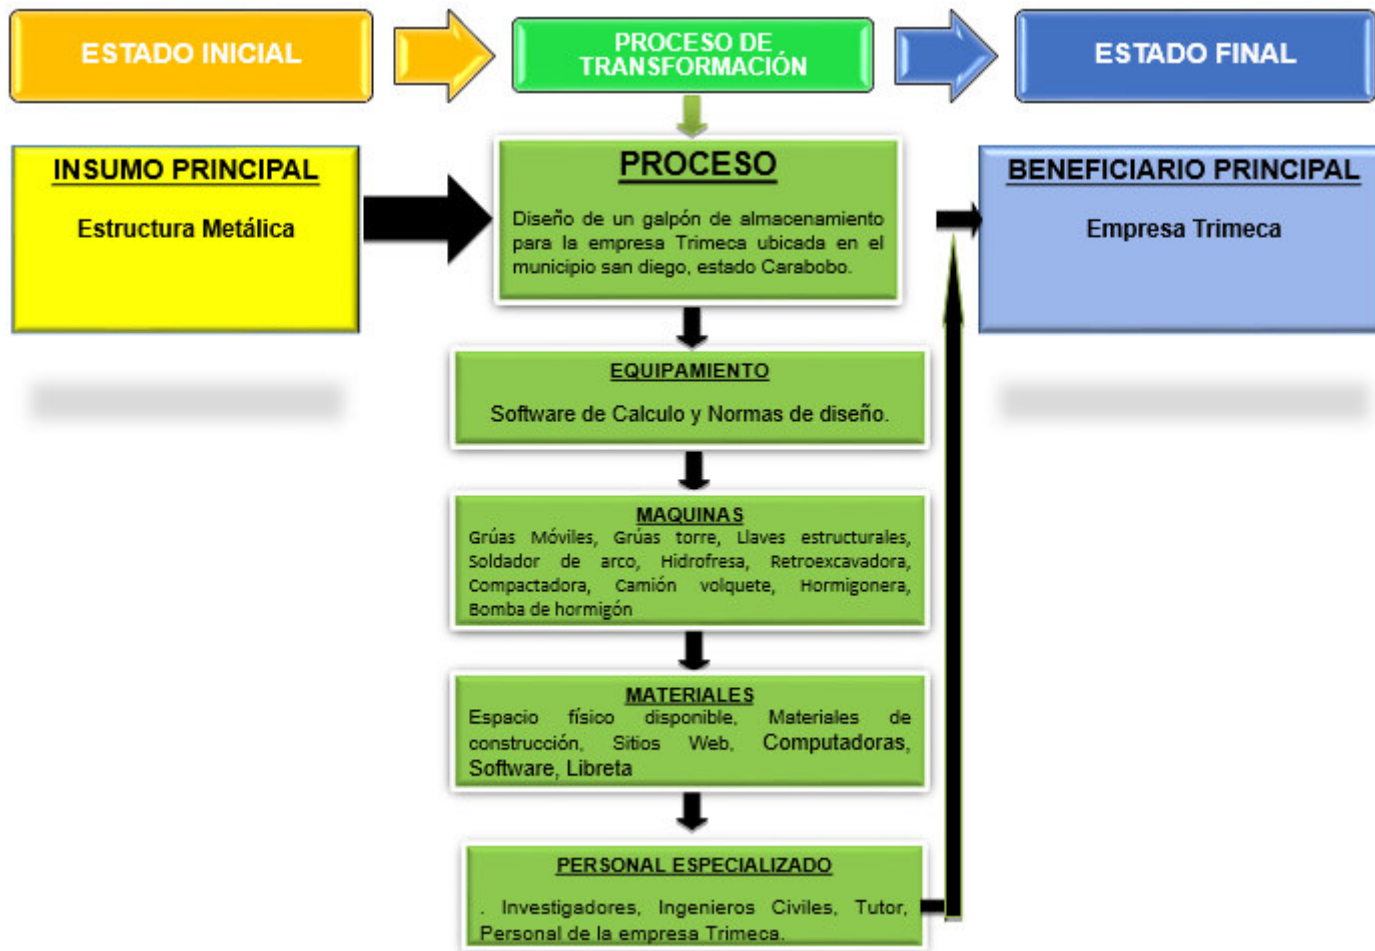 ESTADO INICIAL
PROCESO DE
TRANSFORMACIÓN
ESTADO FINAL
INSUMO PRINCIPAL
Estructura Metálica
PROCESO
Diseño de un galpón de almacenamiento
para la empresa Trimeca ubicada en el
municipio san diego, estado Carabobo.
BENEFICIARIO PRINCIPAL
Empresa Trimeca
EQUIPAMIENTO
Software de Calculo y Normas de diseño.
MAQUINAS
Grúas Móviles, Grúas torre, Llaves estructurales,
Soldador de arco, Hidrofresa, Retroexcavadora,
Compactadora, Camión volquete, Hormigonera,
Bomba de hormigón
MATERIALES
Espacio físico disponible, Materiales de
construcción, Sitios Web, Computadoras,
Software, Libreta
PERSONAL ESPECIALIZADO
. Investigadores, Ingenieros Civiles, Tutor,
Personal de la empresa Trimeca.